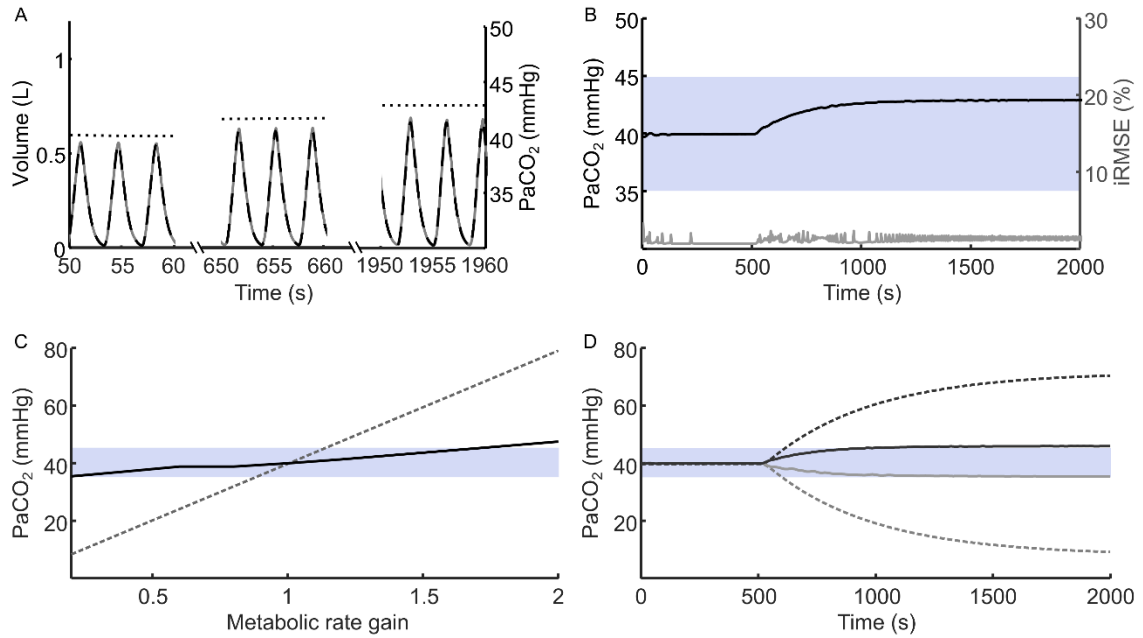 A
Volume (L)
1
0.5
0
50 55 60 650 655 660 1950 1955 1960
Time (s)
50
45
40
35
PaCO2 (mmHg)
B
PaCO2 (mmHg)
50
45
40
35
0 500 1000 1500 2000
Time (s)
30
20
10
iRMSE (%)
C
PaCO2 (mmHg)
80
60
40
20
0.5 1 1.5 2
Metabolic rate gain
D
PaCO2 (mmHg)
80
60
40
20
0 500 1000 1500 2000
Time (s)